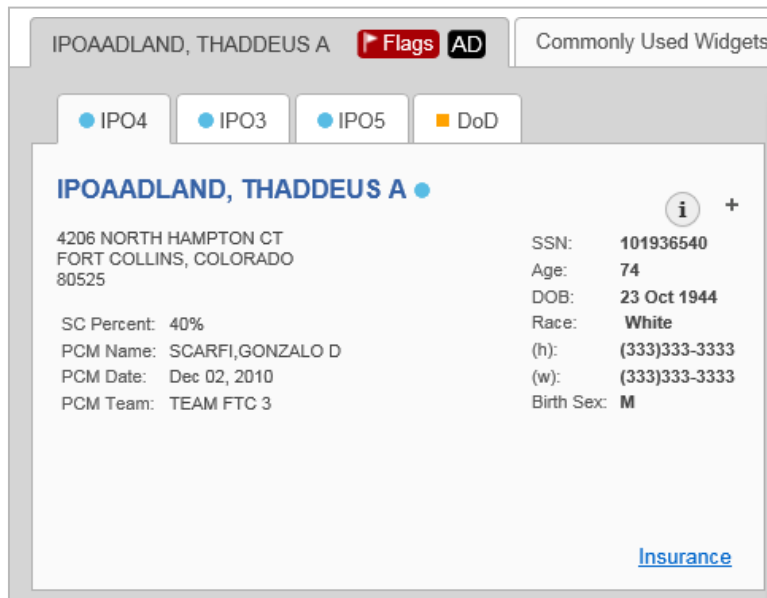 IPOAADLAND, THADDEUS A Flags AD Commonly Used Widgets
IPO4 IPO3 IPO5 DoD
IPOAADLAND, THADDEUS A
i +
4206 NORTH HAMPTON CT
FORT COLLINS, COLORADO
80525
SC Percent: 40%
PCM Name: SCARFI,GONZALO D
PCM Date: Dec 02, 2010
PCM Team: TEAM FTC 3
SSN: 101936540
Age: 74
DOB: 23 Oct 1944
Race: White
(h): (333)333-3333
(w): (333)333-3333
Birth Sex: M
Insurance